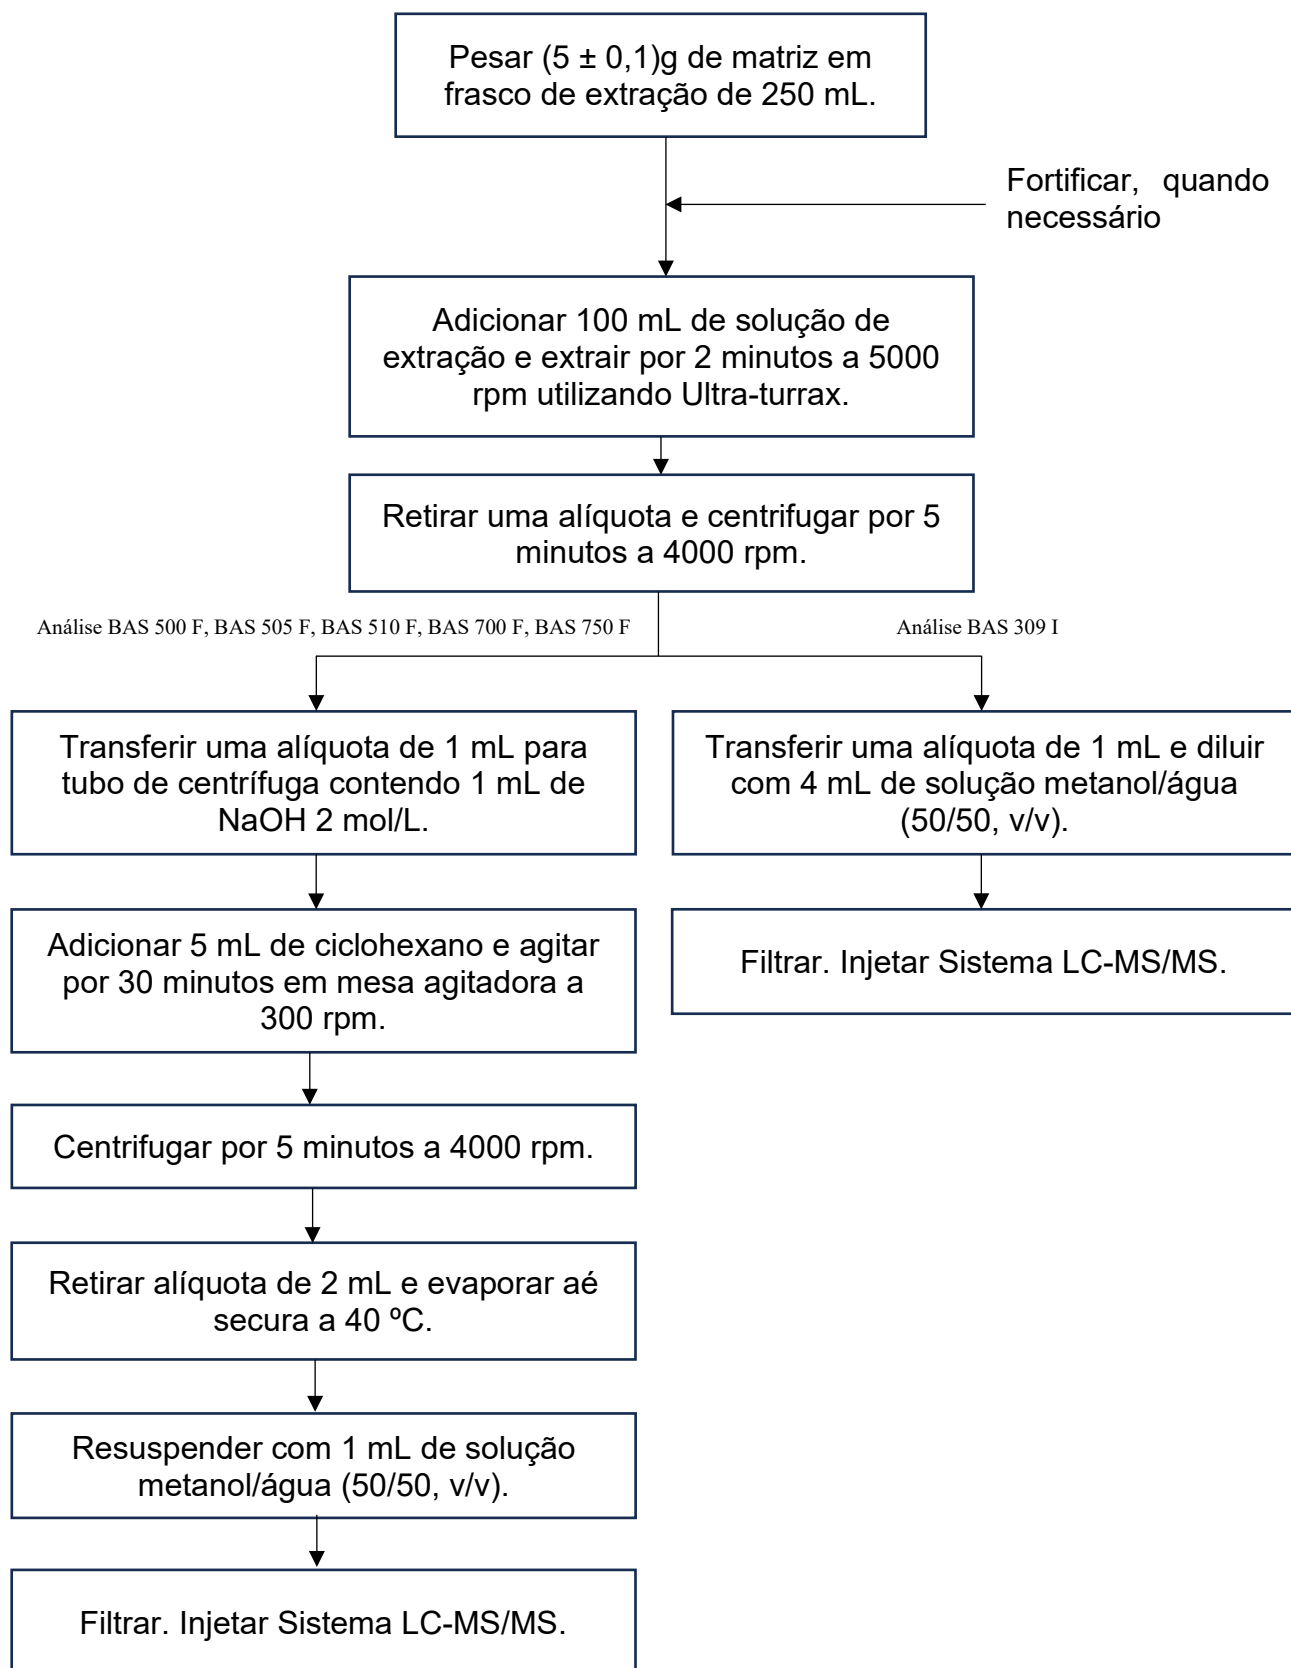 Pesar (5 ± 0,1)g de matriz em
frasco de extração de 250 mL.
Fortificar, quando
necessário
Adicionar 100 mL de solução de
extração e extrair por 2 minutos a 5000
rpm utilizando Ultra-turrax.
Retirar uma alíquota e centrifugar por 5
minutos a 4000 rpm.
Análise BAS 500 F, BAS 505 F, BAS 510 F, BAS 700 F, BAS 750 F
Análise BAS 309 I
Transferir uma alíquota de 1 mL para
tubo de centrífuga contendo 1 mL de
NaOH 2 mol/L.
Transferir uma alíquota de 1 mL e diluir
com 4 mL de solução metanol/água
(50/50, v/v).
Adicionar 5 mL de ciclohexano e agitar
por 30 minutos em mesa agitadora a
300 rpm.
Filtrar. Injetar Sistema LC-MS/MS.
Centrifugar por 5 minutos a 4000 rpm.
Retirar alíquota de 2 mL e evaporar aé
secura a 40 ºC.
Resuspender com 1 mL de solução
metanol/água (50/50, v/v).
Filtrar. Injetar Sistema LC-MS/MS.